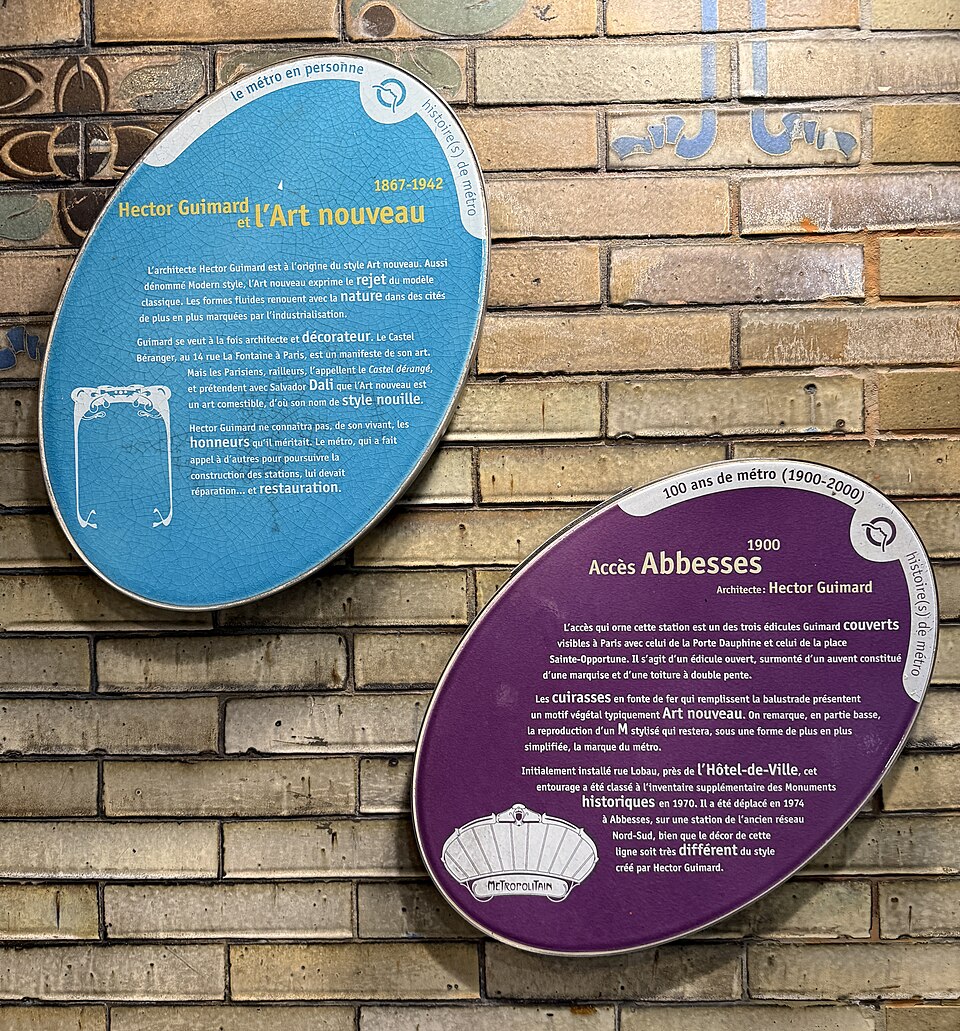 le métro en personne
histoire(s) de métro
1867-1942
Hector Guimard
et l'Art nouveau
L'architecte Hector Guimard est à l'origine du style Art nouveau. Aussi
dénommé Modern style, l'Art nouveau exprime le rejet du modèle
classique. Les formes fluides renouent avec la nature dans des cités
de plus en plus marquées par l'industrialisation.
Guimard se veut à la fois architecte et décorateur. Le Castel
Béranger, au 14 rue La Fontaine à Paris, est un manifeste de son art.
Mais les Parisiens, railleurs, l'appellent le Castel dérangé,
et prétendent avec Salvador Dali que l'Art nouveau est
un art comestible, d'où son nom de style nouille.
Hector Guimard ne connaîtra pas, de son vivant, les
honneurs qu'il méritait. Le métro, qui a fait
appel à d'autres pour poursuivre la
construction des stations, lui devait
réparation... et restauration.
100 ans de métro (1900-2000)
histoire(s) de métro
1900
Accès Abbesses
Architecte : Hector Guimard
L'accès qui orne cette station est un des trois édicules Guimard couverts
visibles à Paris avec celui de la Porte Dauphine et celui de la place
Sainte-Opportune. Il s'agit d'un édicule ouvert, surmonté d'un auvent constitué
d'une marquise et d'une toiture à double pente.
Les cuirasses en fonte de fer qui remplissent la balustrade présentent
un motif végétal typiquement Art nouveau. On remarque, en partie basse,
la reproduction d'un M stylisé qui restera, sous une forme de plus en plus
simplifiée, la marque du métro.
Initialement installé rue Lobau, près de l'Hôtel-de-Ville, cet
entourage a été classé à l'inventaire supplémentaire des Monuments
historiques en 1970. Il a été déplacé en 1974
à Abbesses, sur une station de l'ancien réseau
Nord-Sud, bien que le décor de cette
ligne soit très différent du style
créé par Hector Guimard.
METROPOLITAIN